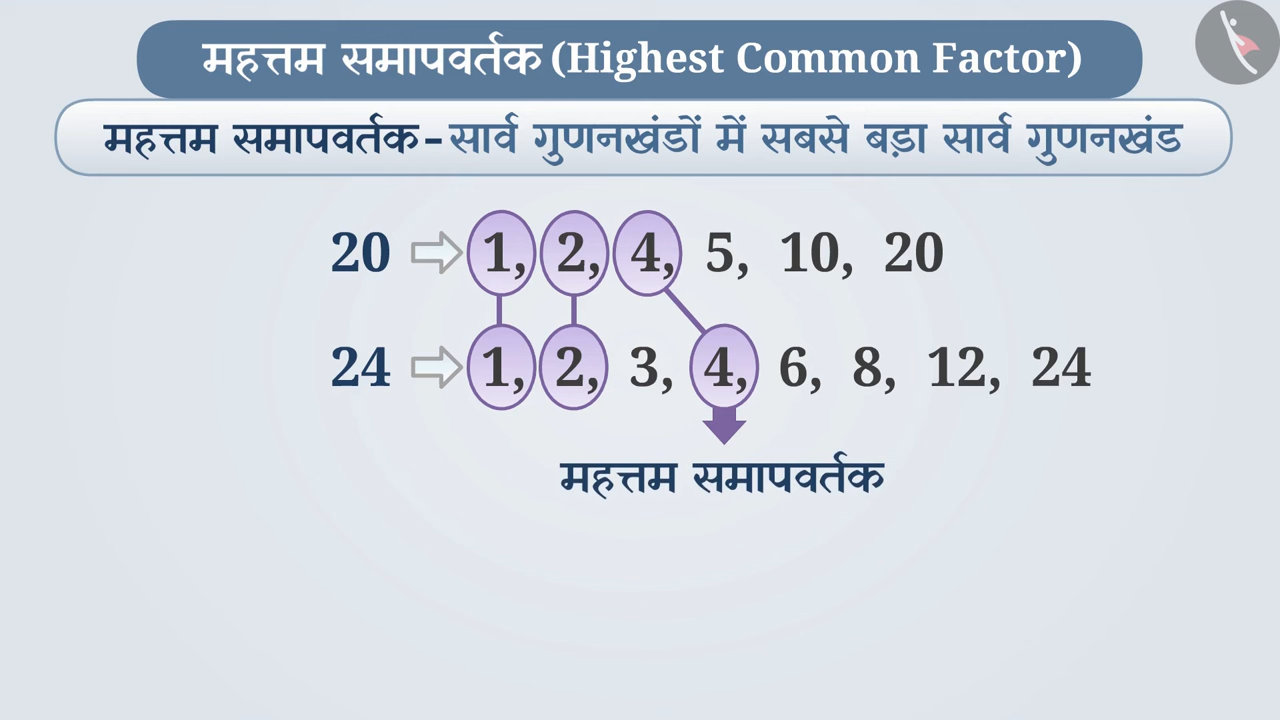 महत्तम समापवर्तक (Highest Common Factor)
महत्तम समापवर्तक - सार्व गुणनखंडों में सबसे बड़ा सार्व गुणनखंड
20 ⇨ 1, 2, 4, 5, 10, 20
24 ⇨ 1, 2, 3, 4, 6, 8, 12, 24
महत्तम समापवर्तक